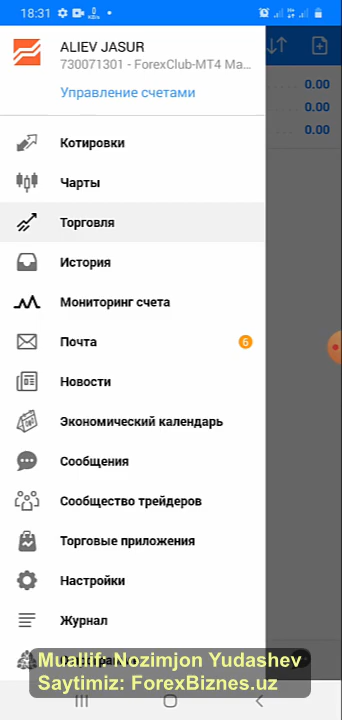 18:31
0
KB/s
ALIEV JASUR
730071301 - ForexClub-MT4 Ma...
Управление счетами
0.00
0.00
0.00
Котировки
Чарты
Торговля
История
Мониторинг счета
Почта
6
Новости
Экономический календарь
Сообщения
Сообщество трейдеров
Торговые приложения
Настройки
Журнал
Muallif: Nozimjon Yudashev
Saytimiz: ForexBiznes.uz